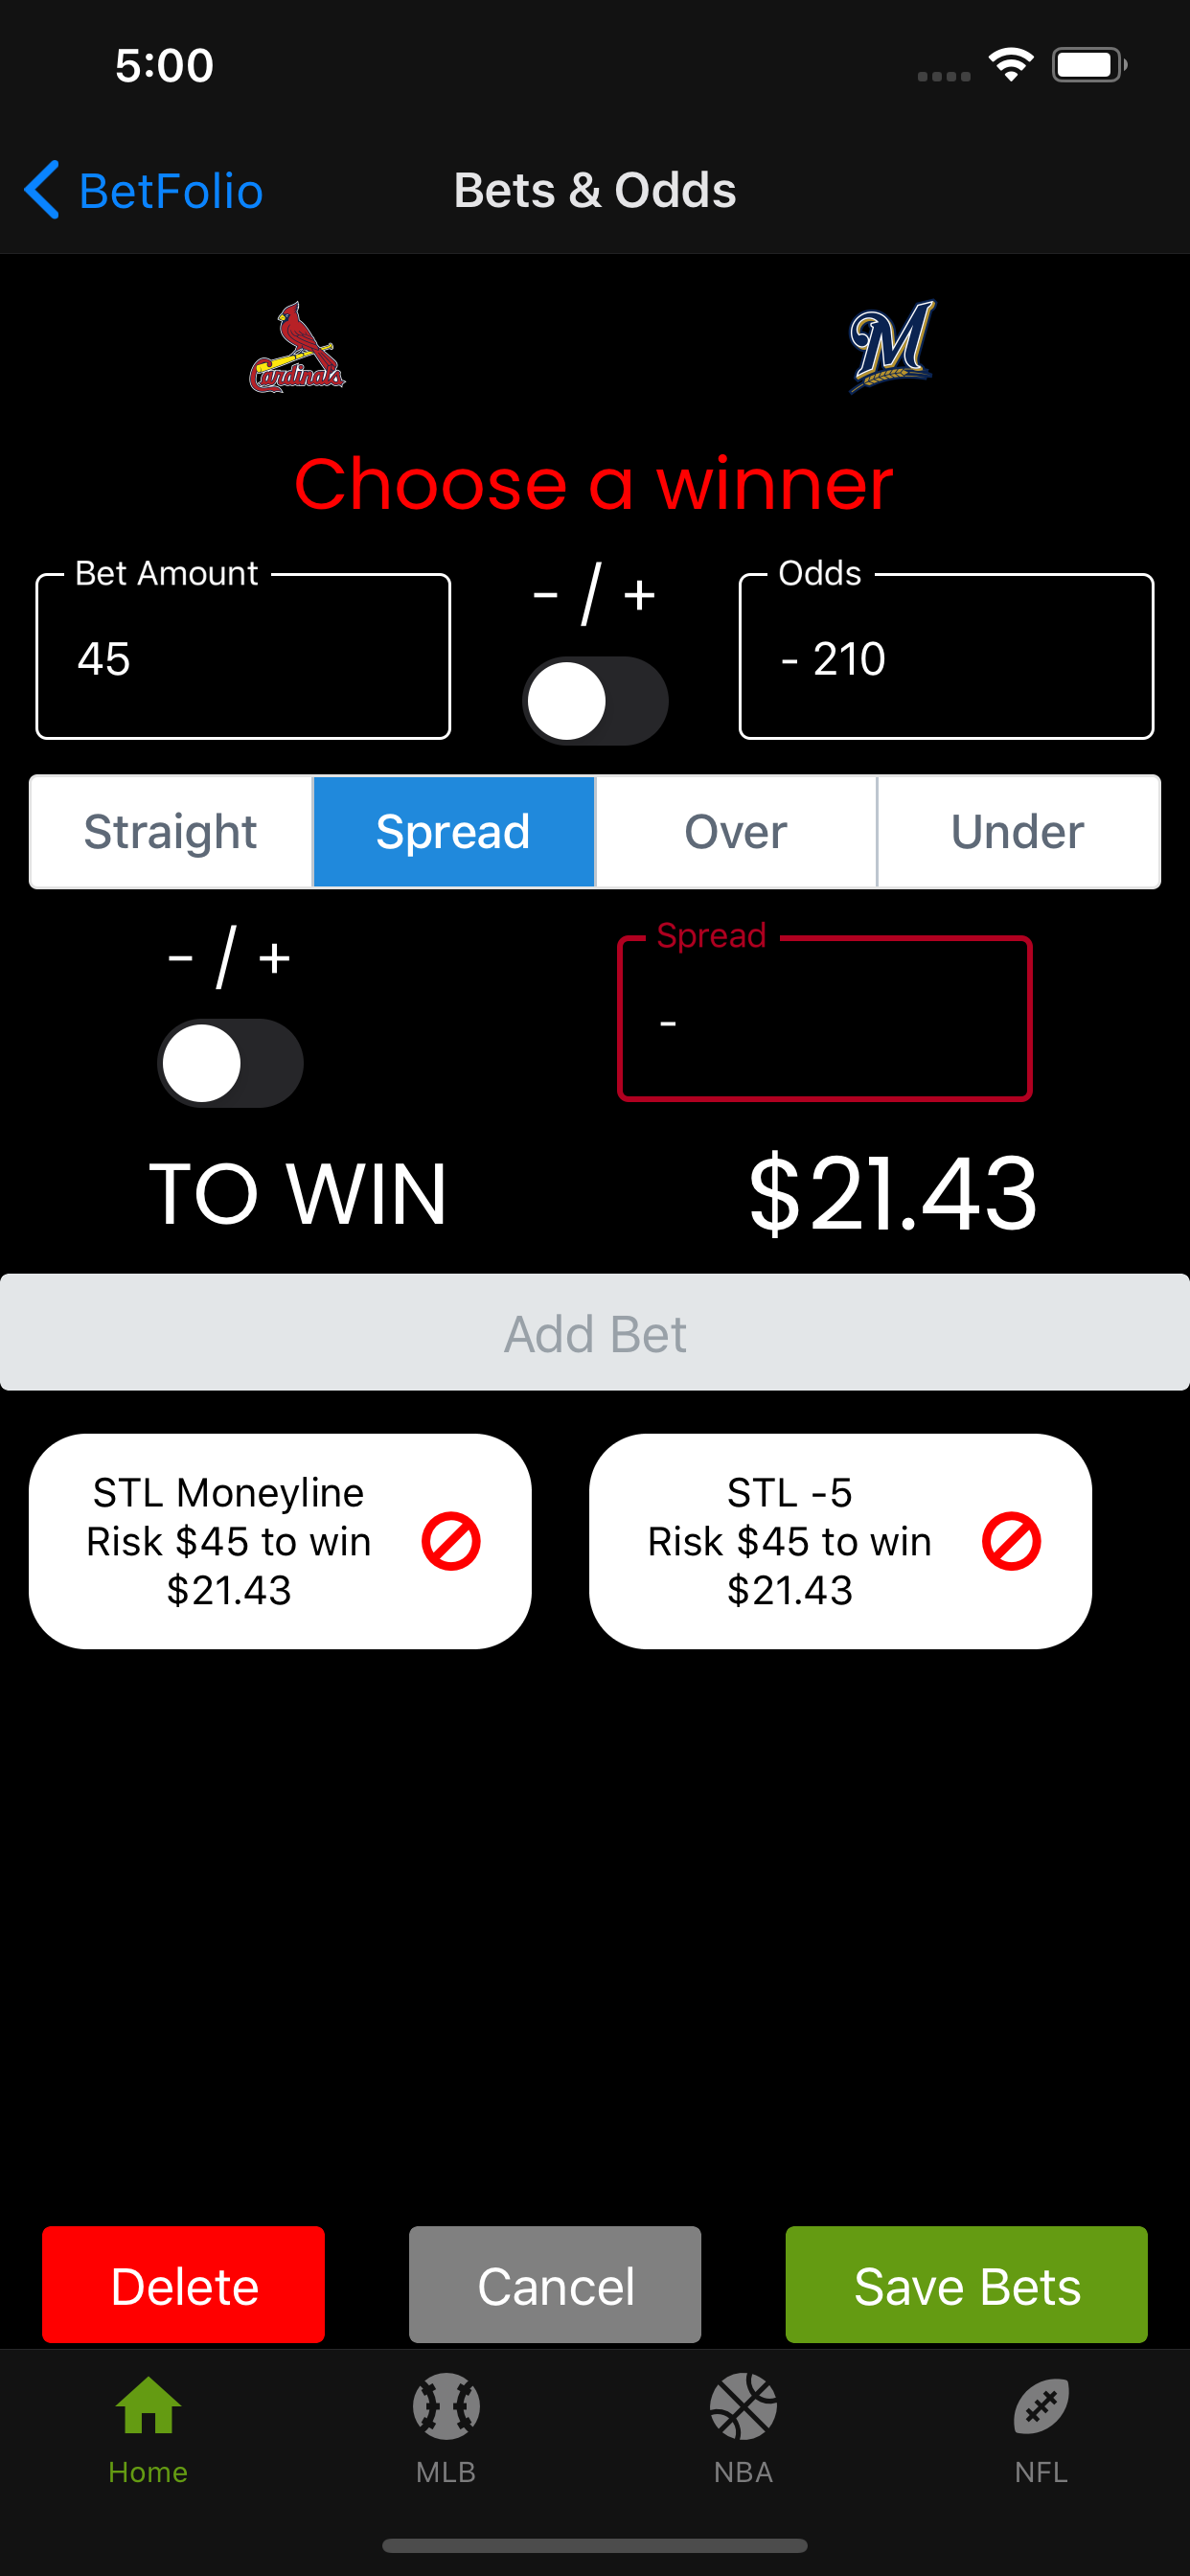 5:00
BetFolio
Bets & Odds
Cardinals
M
Choose a winner
Bet Amount
- / +
Odds
45
- 210
Straight
Spread
Over
Under
- / +
Spread
-
TO WIN
$21.43
Add Bet
STL Moneyline
Risk $45 to win
$21.43
STL -5
Risk $45 to win
$21.43
Delete
Cancel
Save Bets
Home
MLB
NBA
NFL